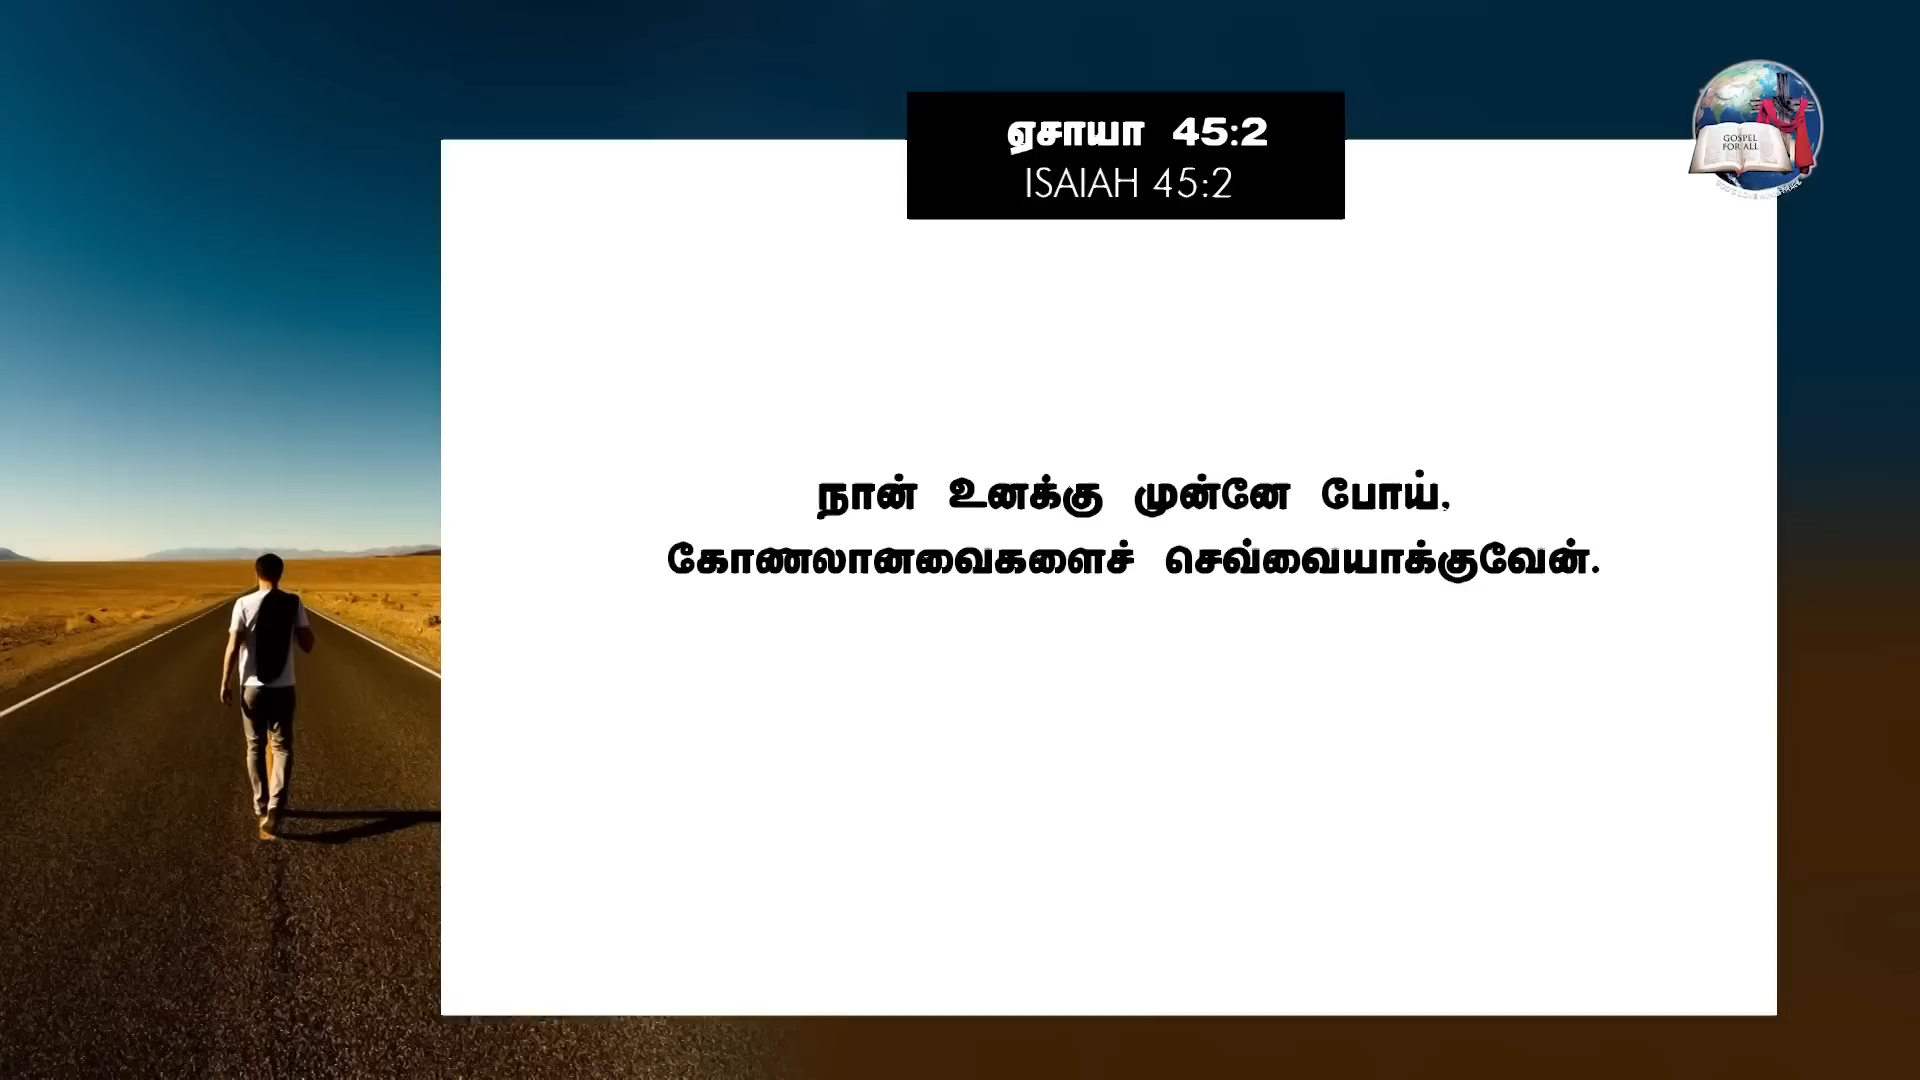 ஏசாயா 45:2
ISAIAH 45:2
GOSPEL
FOR ALL
நான் உனக்கு முன்னே போய்,
கோணலானவைகளைச் செவ்வையாக்குவேன்.